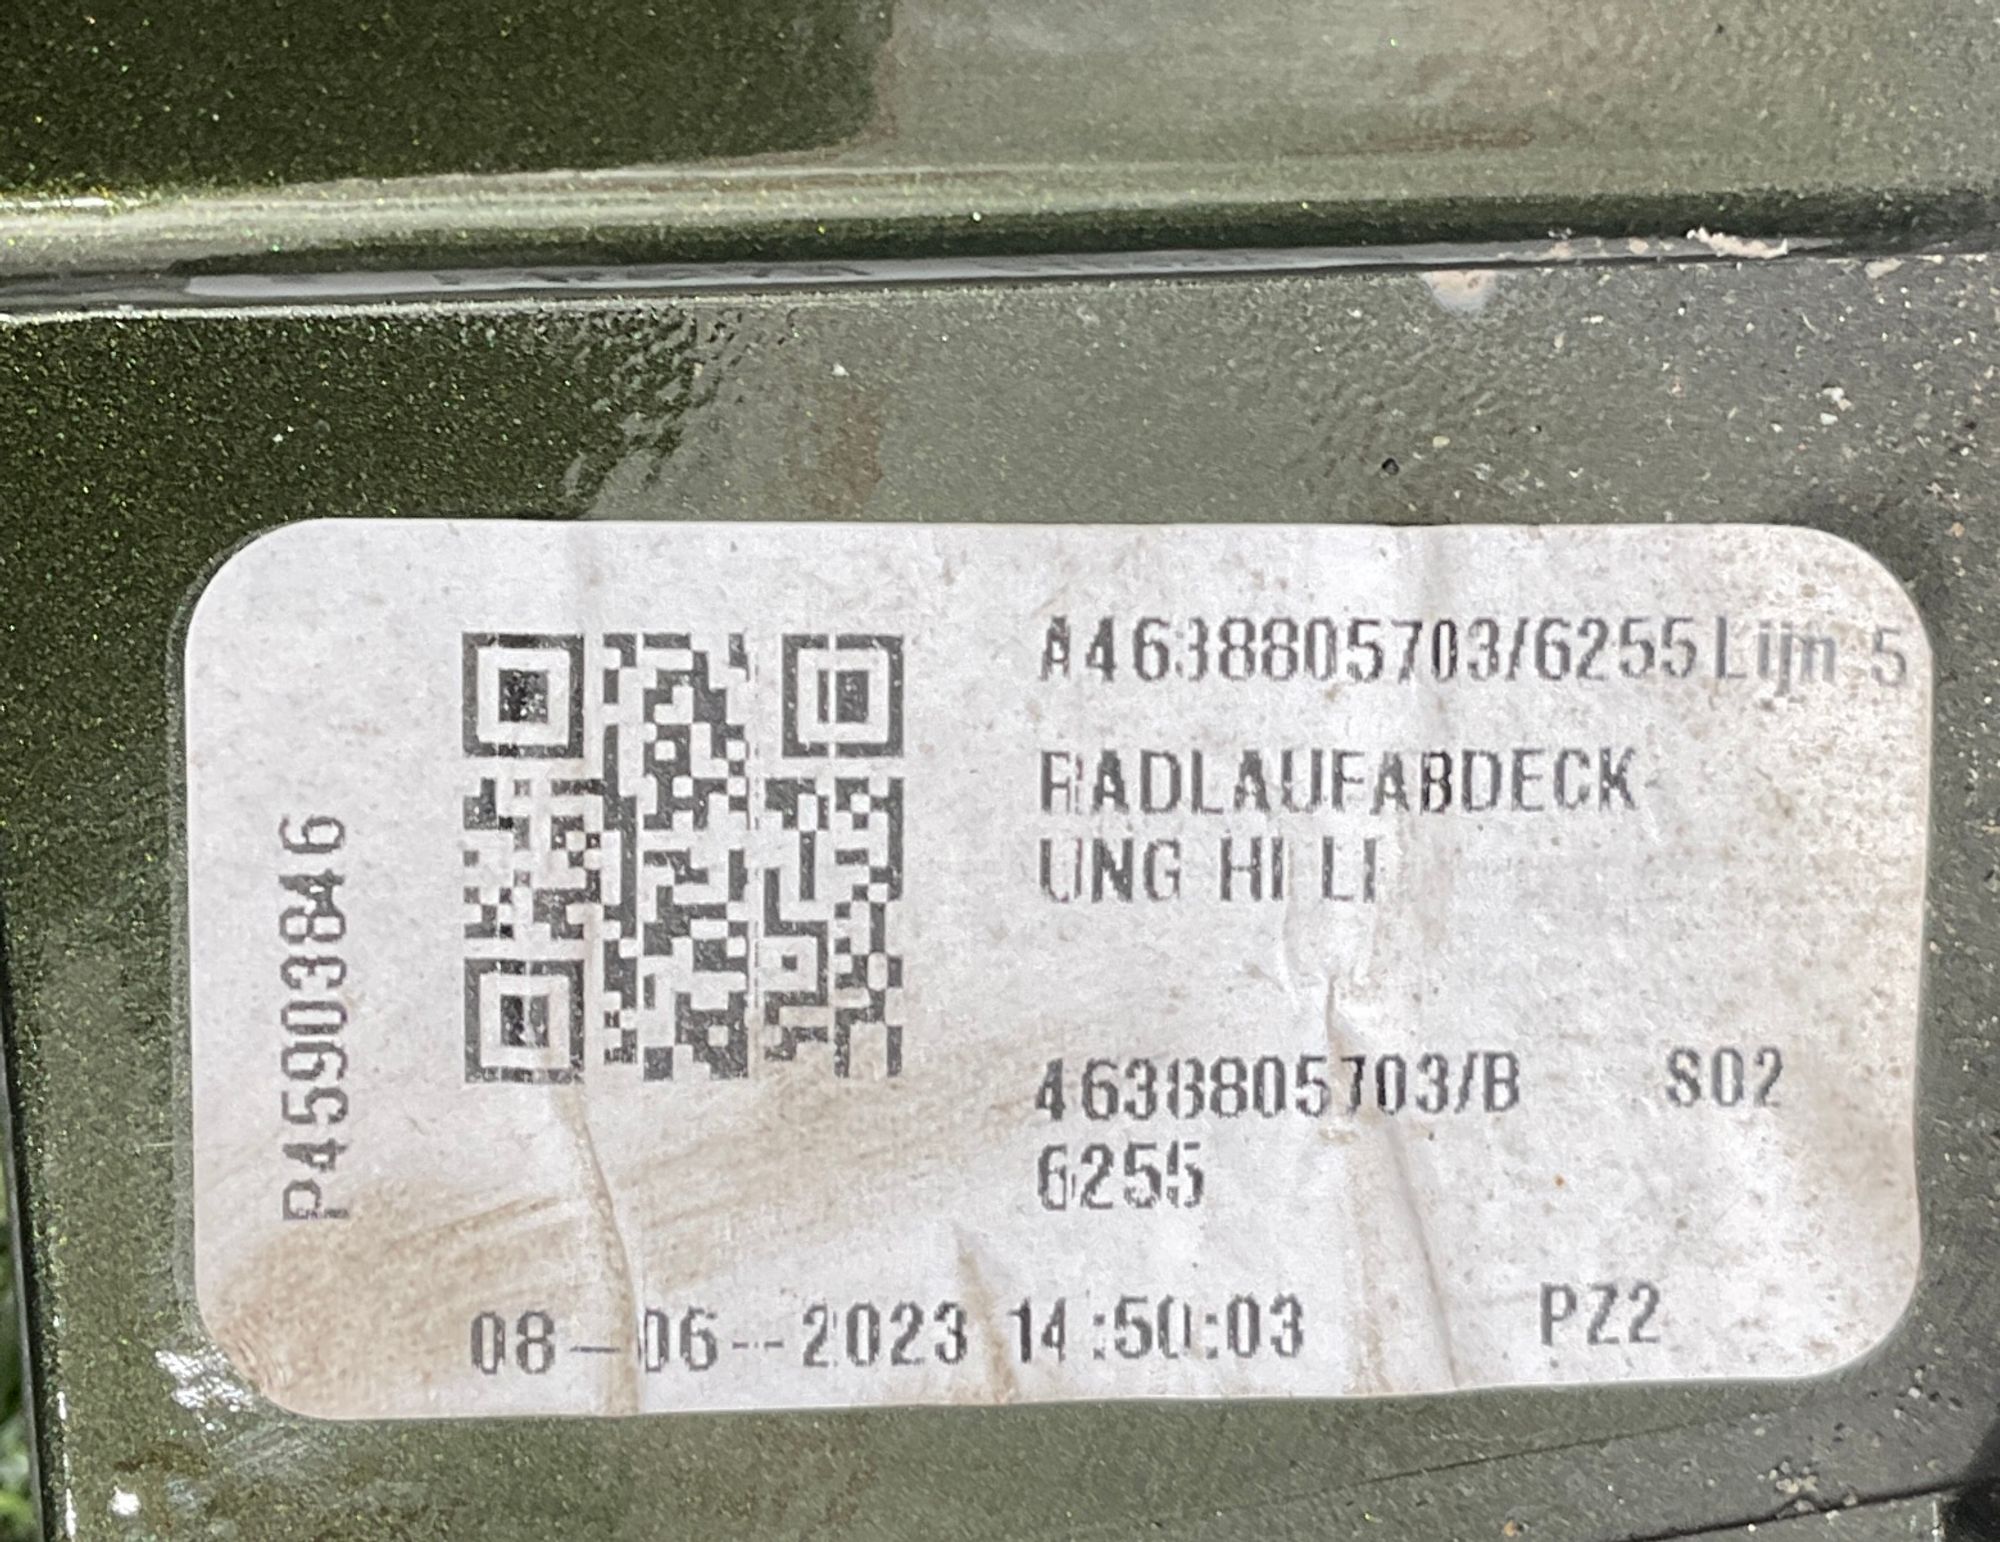 A4638805703/6255 Lijn 5
RADLAUFABDECK
UNG HI LI
4638805703/B S02
6255
08-06-2023 14:50:03 PZ2
P45903846